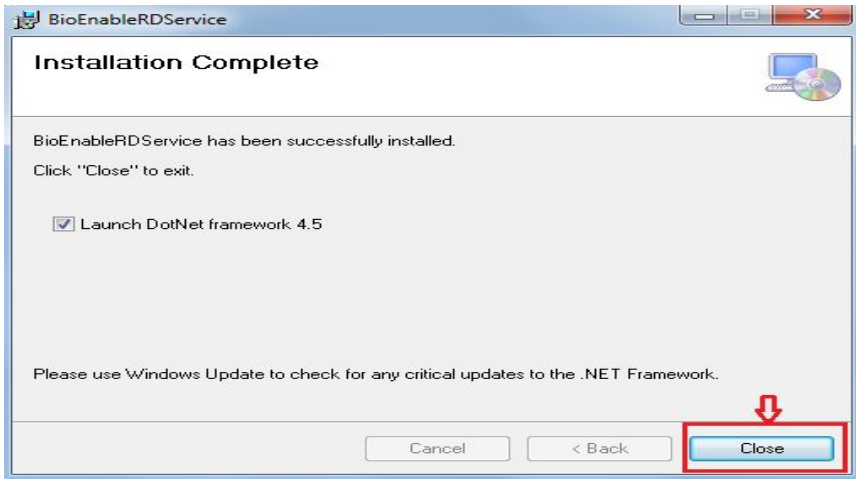 BioEnableRDService
Installation Complete
BioEnableRDService has been successfully installed.
Click "Close" to exit.
Launch DotNet framework 4.5
Please use Windows Update to check for any critical updates to the .NET Framework.
Cancel
< Back
Close